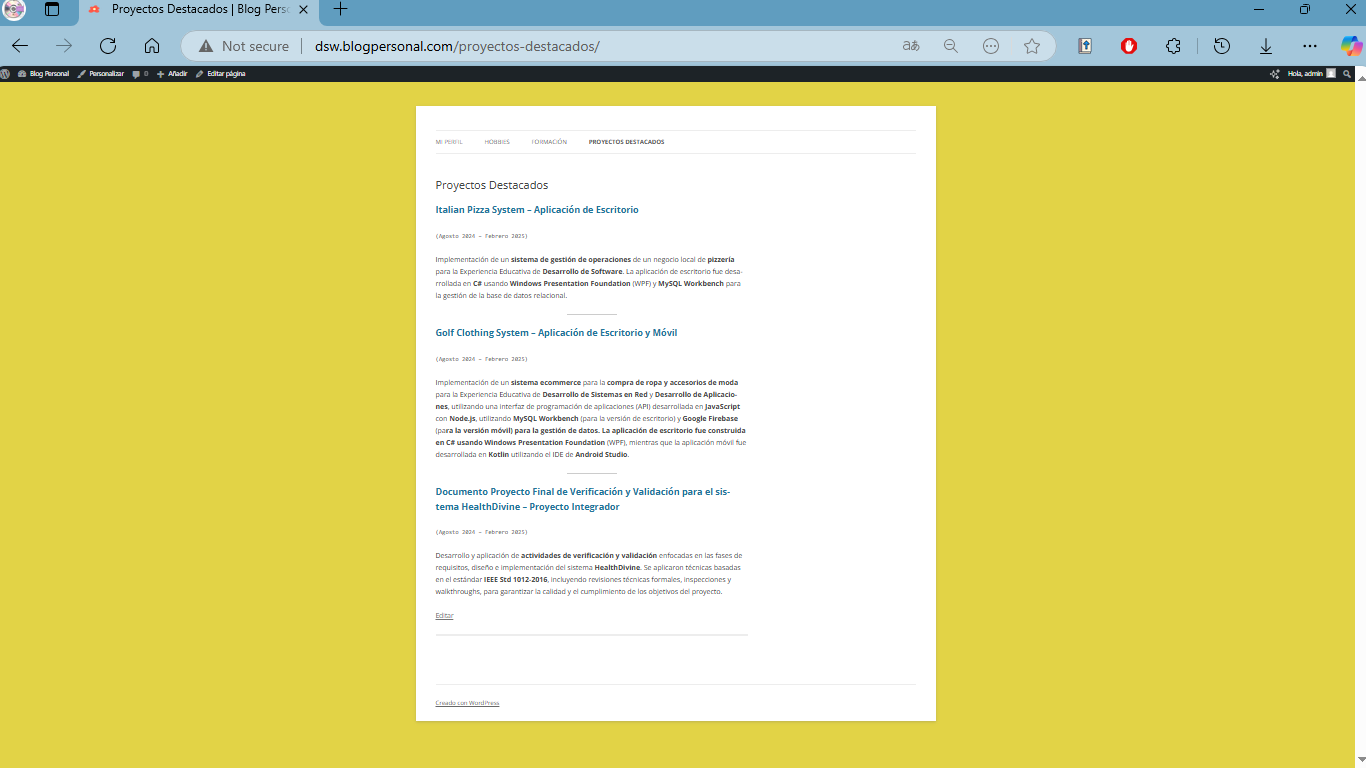 Proyectos Destacados | Blog Pers
Not secure
dsw.blogpersonal.com/proyectos-destacados/
Blog Personal
Personalizar
0
Añadir
Editar página
Hola, admin
MI PERFIL
HOBBIES
FORMACIÓN
PROYECTOS DESTACADOS
Proyectos Destacados
Italian Pizza System – Aplicación de Escritorio
(Agosto 2024 – Febrero 2025)
Implementación de un sistema de gestión de operaciones de un negocio local de pizzería
para la Experiencia Educativa de Desarrollo de Software. La aplicación de escritorio fue desa-
rrollada en C# usando Windows Presentation Foundation (WPF) y MySQL Workbench para
la gestión de la base de datos relacional.
Golf Clothing System – Aplicación de Escritorio y Móvil
(Agosto 2024 – Febrero 2025)
Implementación de un sistema ecommerce para la compra de ropa y accesorios de moda
para la Experiencia Educativa de Desarrollo de Sistemas en Red y Desarrollo de Aplicacio-
nes, utilizando una interfaz de programación de aplicaciones (API) desarrollada en JavaScript
con Node.js, utilizando MySQL Workbench (para la versión de escritorio) y Google Firebase
(para la versión móvil) para la gestión de datos. La aplicación de escritorio fue construida
en C# usando Windows Presentation Foundation (WPF), mientras que la aplicación móvil fue
desarrollada en Kotlin utilizando el IDE de Android Studio.
Documento Proyecto Final de Verificación y Validación para el sis-
tema HealthDivine – Proyecto Integrador
(Agosto 2024 – Febrero 2025)
Desarrollo y aplicación de actividades de verificación y validación enfocadas en las fases de
requisitos, diseño e implementación del sistema HealthDivine. Se aplicaron técnicas basadas
en el estándar IEEE Std 1012-2016, incluyendo revisiones técnicas formales, inspecciones y
walkthroughs, para garantizar la calidad y el cumplimiento de los objetivos del proyecto.
Editar
Creado con WordPress